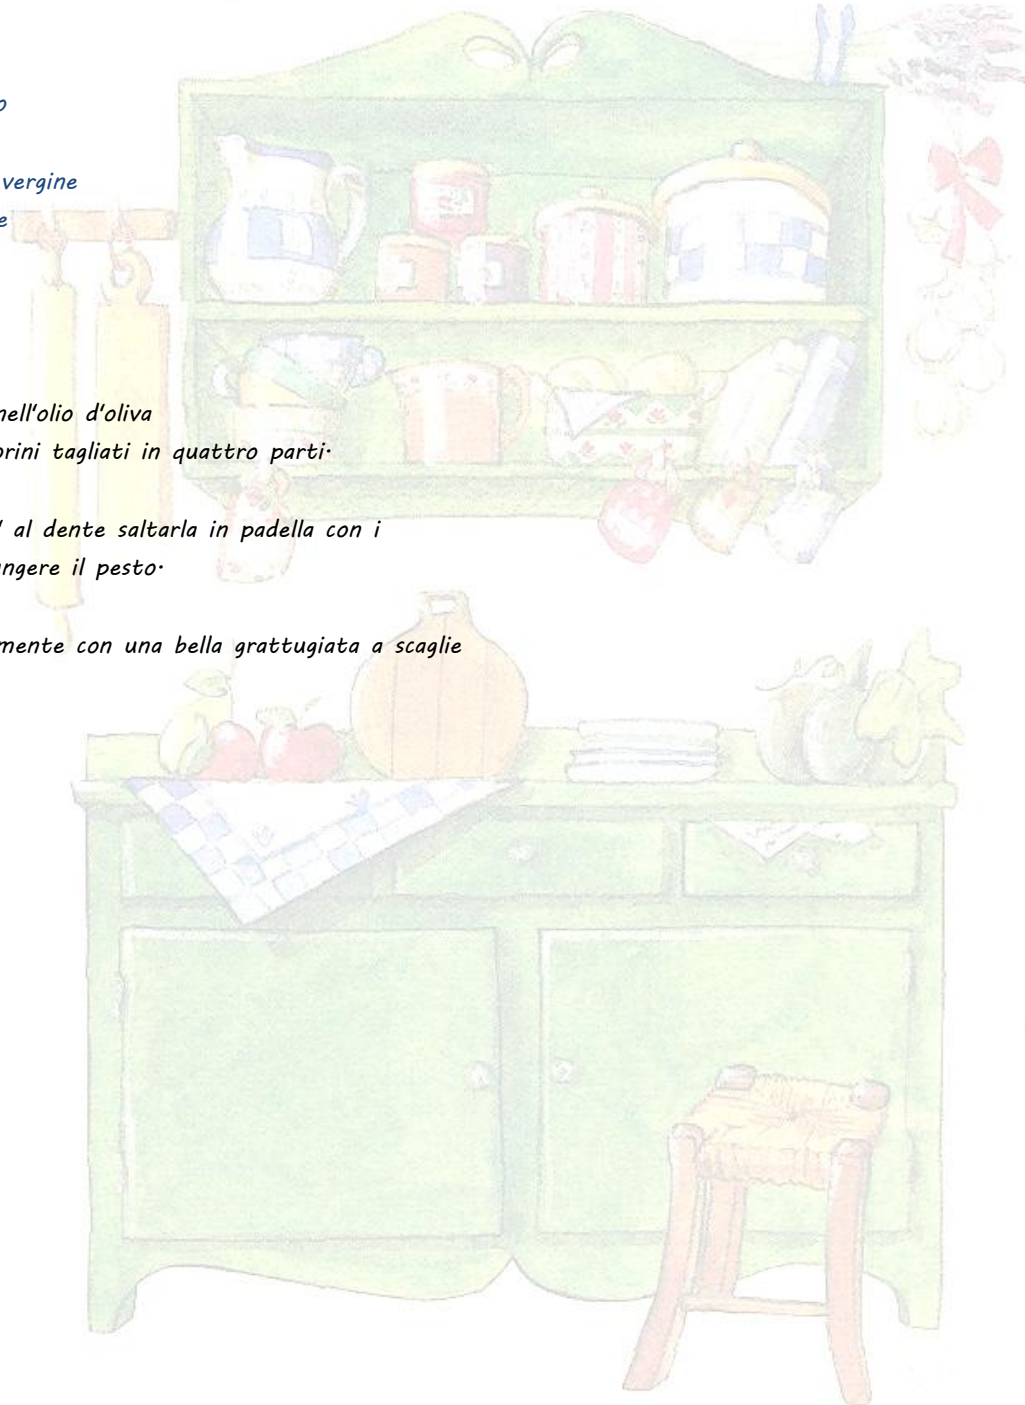 o
vergine
e
nell'olio d'oliva
orini tagliati in quattro parti.
' al dente saltarla in padella con i
ngere il pesto.
mente con una bella grattugiata a scaglie